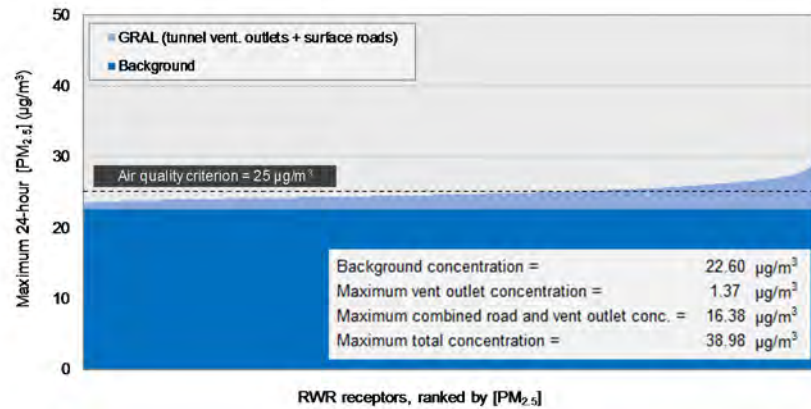 50
GRAL (tunnel vent. outlets + surface roads)
Background
40
30
Air quality criterion = 25 µg/m³
20
10
0
Maximum 24-hour [PM₂.₅] (µg/m³)
Background concentration = 22.60 µg/m³
Maximum vent outlet concentration = 1.37 µg/m³
Maximum combined road and vent outlet conc. = 16.38 µg/m³
Maximum total concentration = 38.98 µg/m³
RWR receptors, ranked by [PM₂.₅]